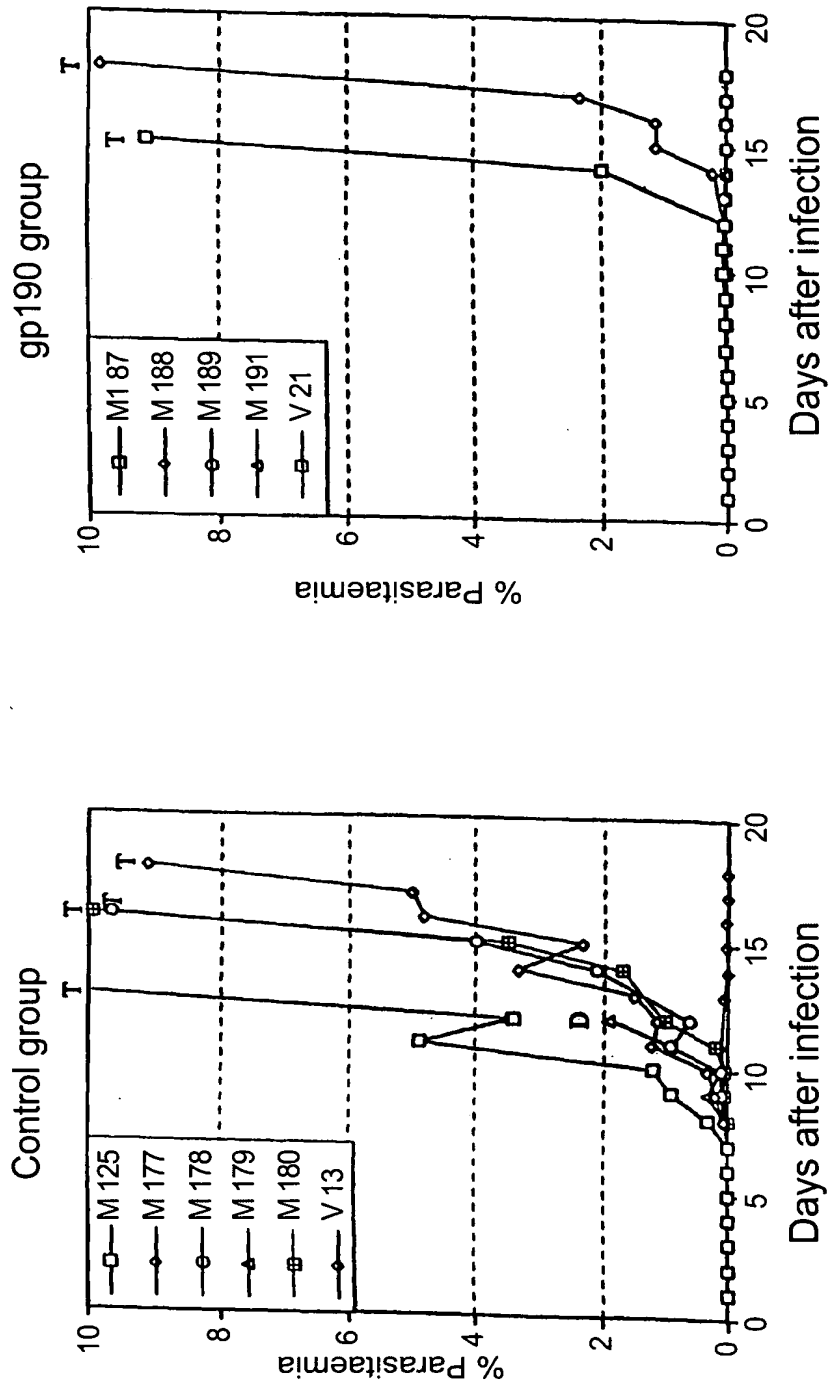 Control group
% Parasitaemia
10
8
6
4
2
0
M 125
M 177
M 178
M 179
M 180
V 13
T
T
T
T
D
0
5
10
15
20
Days after infection
gp190 group
% Parasitaemia
10
8
6
4
2
0
M187
M 188
M 189
M 191
V 21
T
T
0
5
10
15
20
Days after infection